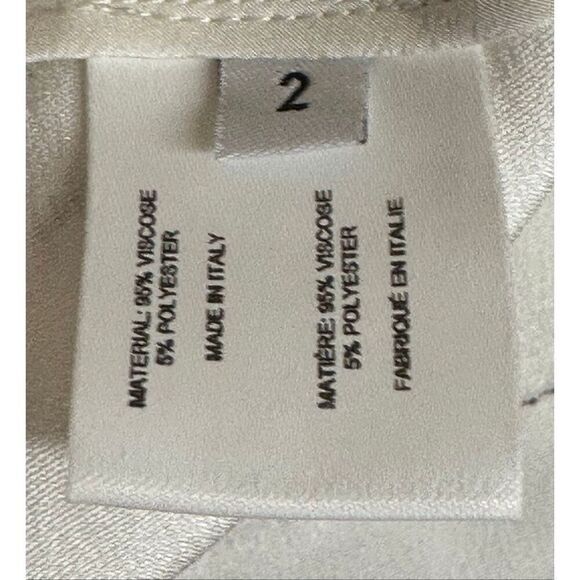 2
MATERIAL: 95% VISCOSE
5% POLYESTER
MADE IN ITALY
MATIÈRE: 95% VISCOSE
5% POLYESTER
FABRIQUÉ EN ITALIE